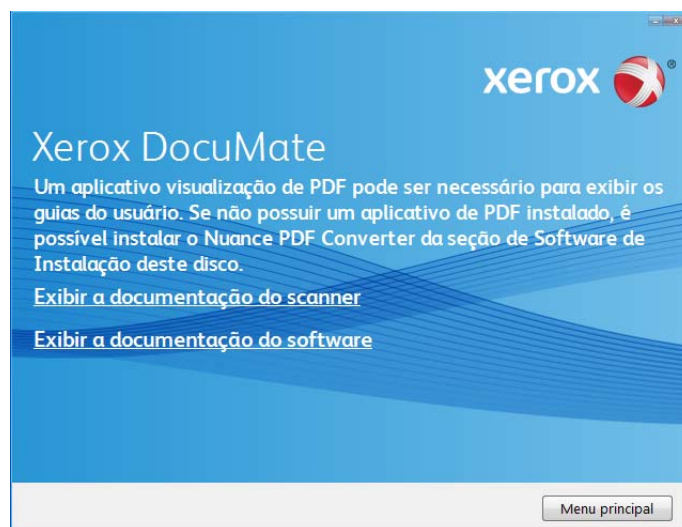 xerox ®
Xerox DocuMate
Um aplicativo visualização de PDF pode ser necessário para exibir os
guias do usuário. Se não possuir um aplicativo de PDF instalado, é
possível instalar o Nuance PDF Converter da seção de Software de
Instalação deste disco.
Exibir a documentação do scanner
Exibir a documentação do software
Menu principal